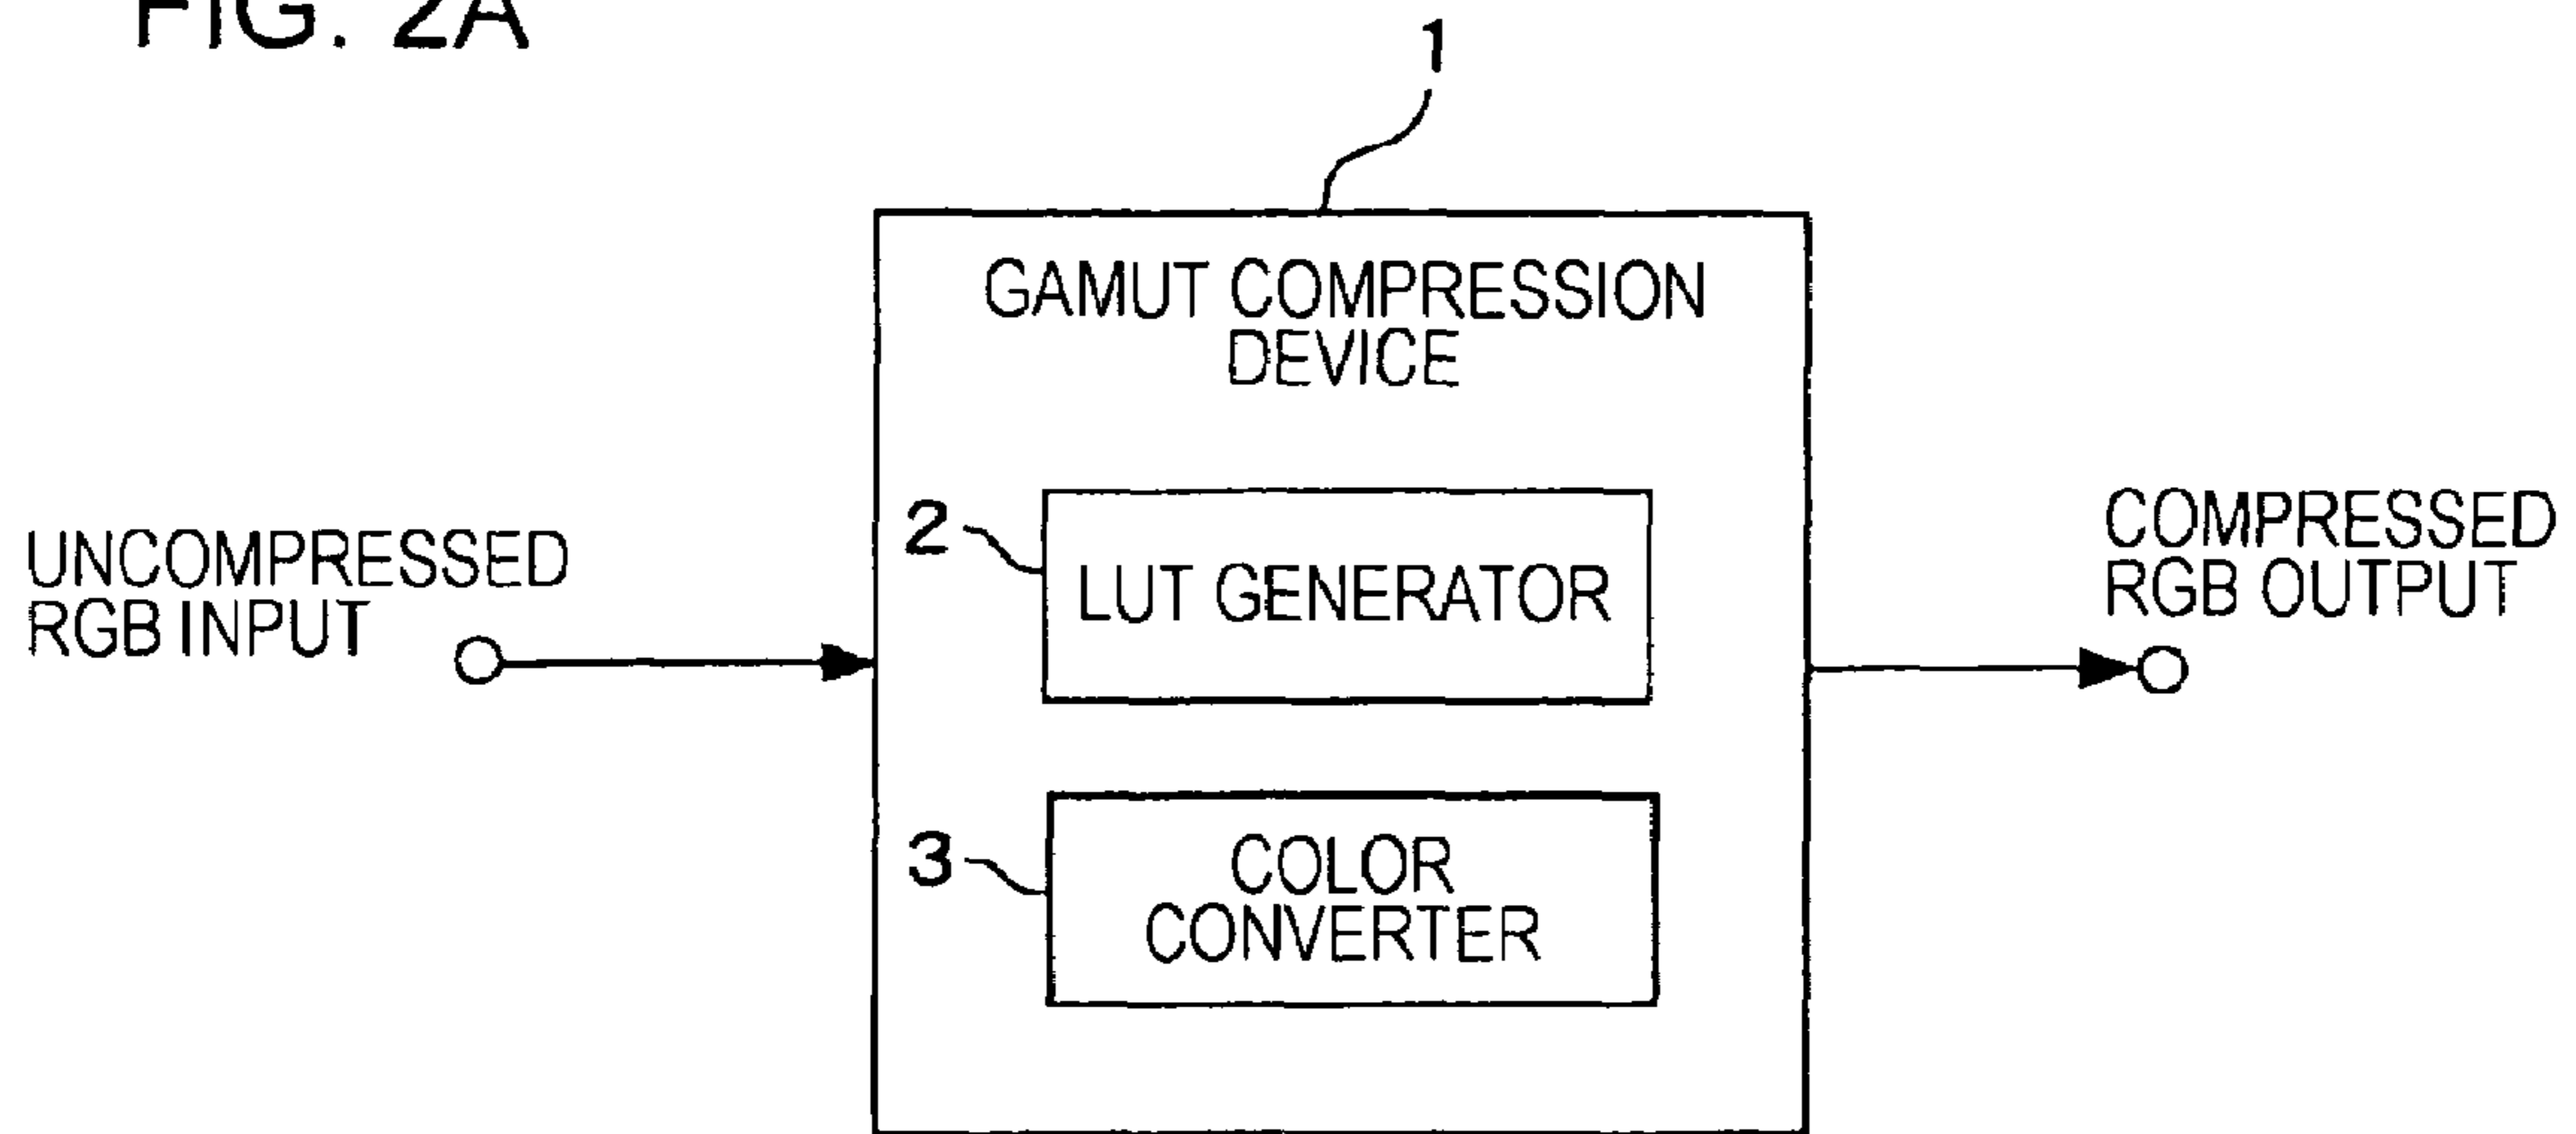 FIG. 2A
1
GAMUT COMPRESSION
DEVICE
2
LUT GENERATOR
UNCOMPRESSED
RGB INPUT
COMPRESSED
RGB OUTPUT
3
COLOR
CONVERTER